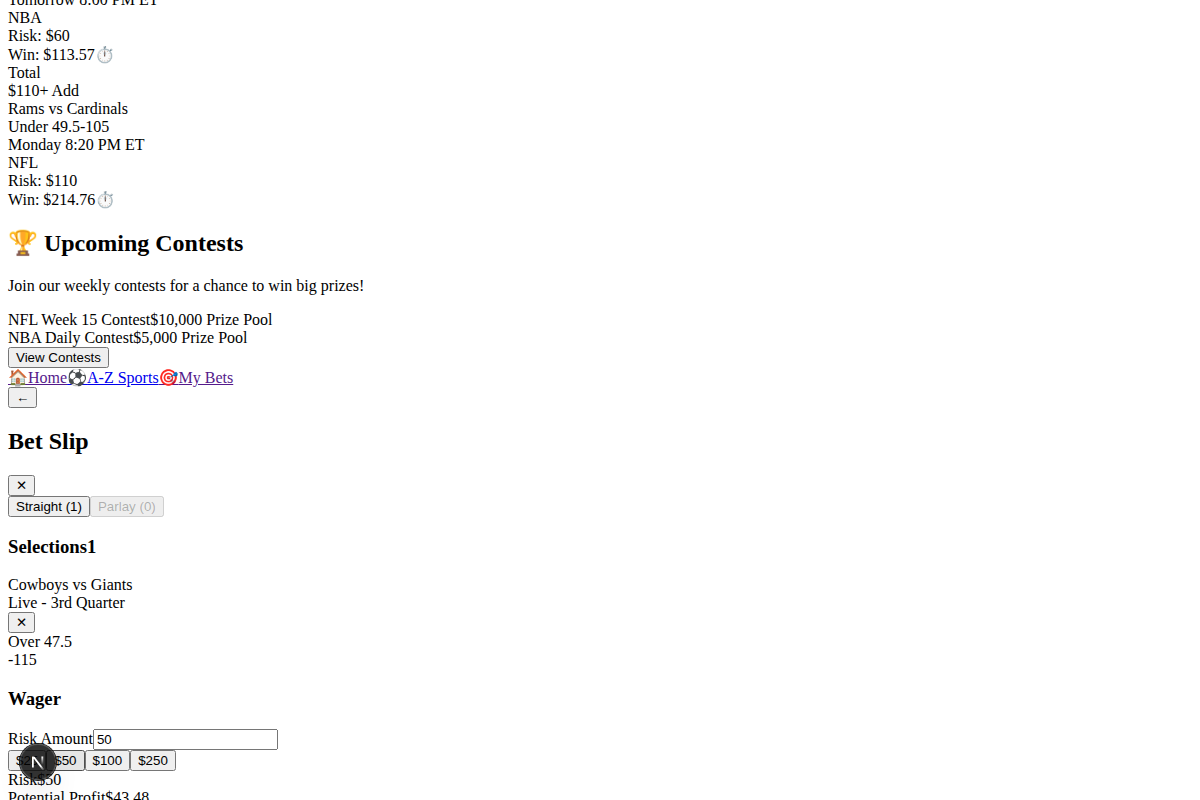 Tomorrow 8:00 PM ET
NBA
Risk: $60
Win: $113.57⏱️
Total
$110+ Add
Rams vs Cardinals
Under 49.5-105
Monday 8:20 PM ET
NFL
Risk: $110
Win: $214.76⏱️
🏆 Upcoming Contests
Join our weekly contests for a chance to win big prizes!
NFL Week 15 Contest$10,000 Prize Pool
NBA Daily Contest$5,000 Prize Pool
View Contests
🏠Home⚽A-Z Sports🎯My Bets
←
Bet Slip
✕
Straight (1) Parlay (0)
Selections1
Cowboys vs Giants
Live - 3rd Quarter
✕
Over 47.5
-115
Wager
Risk Amount 50
$50 $100 $250
Risk$50
Potential Profit$43.48